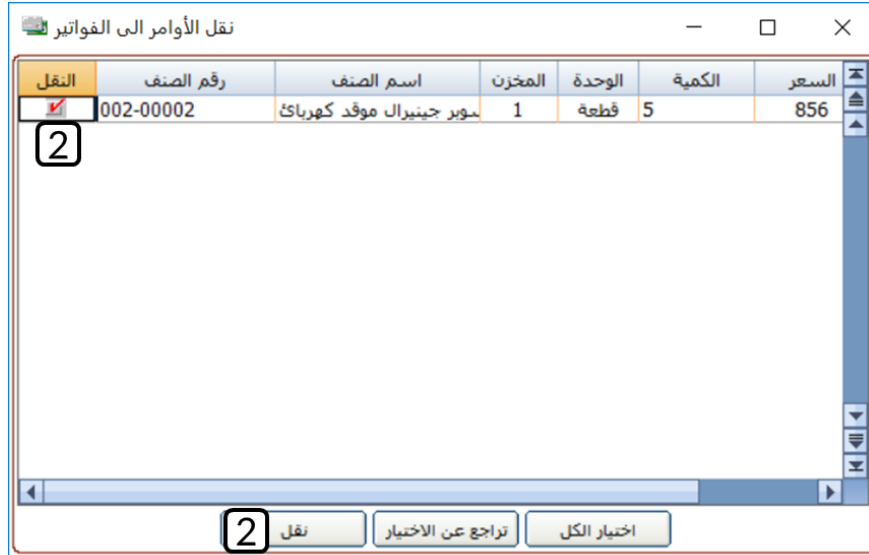 نقل الأوامر الى الفواتير
النقل رقم الصنف اسم الصنف المخزن الوحدة الكمية السعر
002-00002 سوبر جينيرال موقد كهربائ 1 قطعة 5 856
2
2 نقل تراجع عن الاختيار اختيار الكل